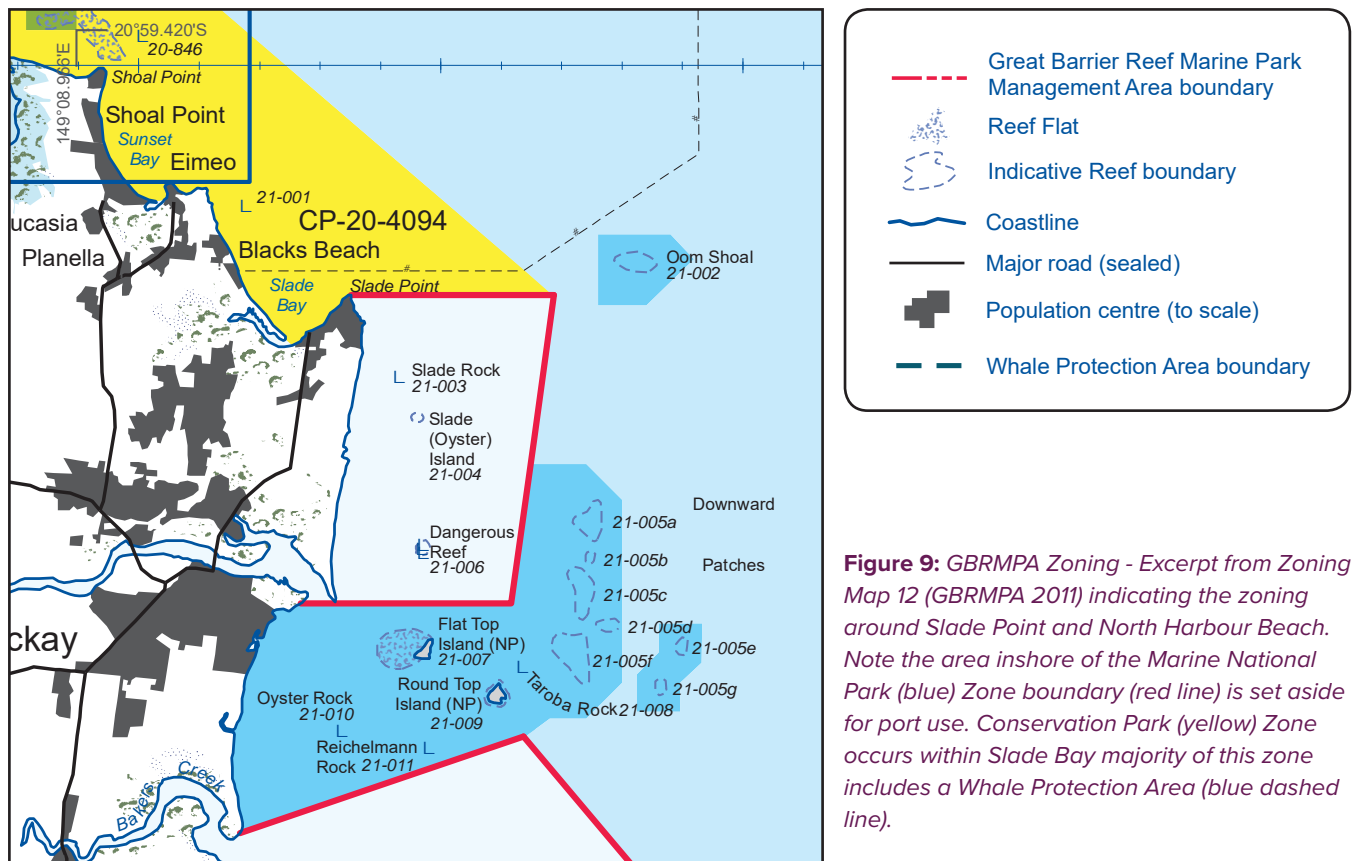 20°59.420'S
20-846
149°08.966'E
Shoal Point
Shoal Point
Sunset
Bay
Eimeo
21-001
CP-20-4094
ucasia
Planella
Blacks Beach
Slade
Bay
Slade Point
Oom Shoal
21-002
Slade Rock
21-003
Slade
(Oyster)
Island
21-004
Dangerous
Reef
21-006
Downward
Patches
21-005a
21-005b
21-005c
21-005d
21-005e
21-005f
21-005g
ckay
Flat Top
Island (NP)
21-007
Round Top
Island (NP)
21-009
Taroba Rock 21-008
Oyster Rock
21-010
Reichelmann
Rock 21-011
Bakers Creek
Great Barrier Reef Marine Park
Management Area boundary
Reef Flat
Indicative Reef boundary
Coastline
Major road (sealed)
Population centre (to scale)
Whale Protection Area boundary
Figure 9: GBRMPA Zoning - Excerpt from Zoning
Map 12 (GBRMPA 2011) indicating the zoning
around Slade Point and North Harbour Beach.
Note the area inshore of the Marine National
Park (blue) Zone boundary (red line) is set aside
for port use. Conservation Park (yellow) Zone
occurs within Slade Bay majority of this zone
includes a Whale Protection Area (blue dashed
line).